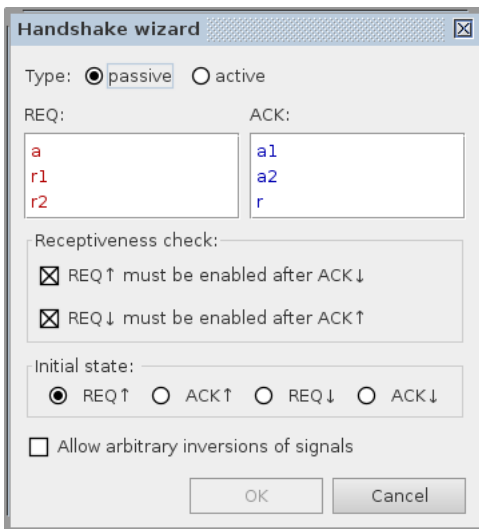 Handshake wizard
Type: passive active
REQ: ACK:
a a1
r1 a2
r2 r
Receptiveness check:
REQ↑ must be enabled after ACK↓
REQ↓ must be enabled after ACK↑
Initial state:
REQ↑ ACK↑ REQ↓ ACK↓
Allow arbitrary inversions of signals
OK Cancel